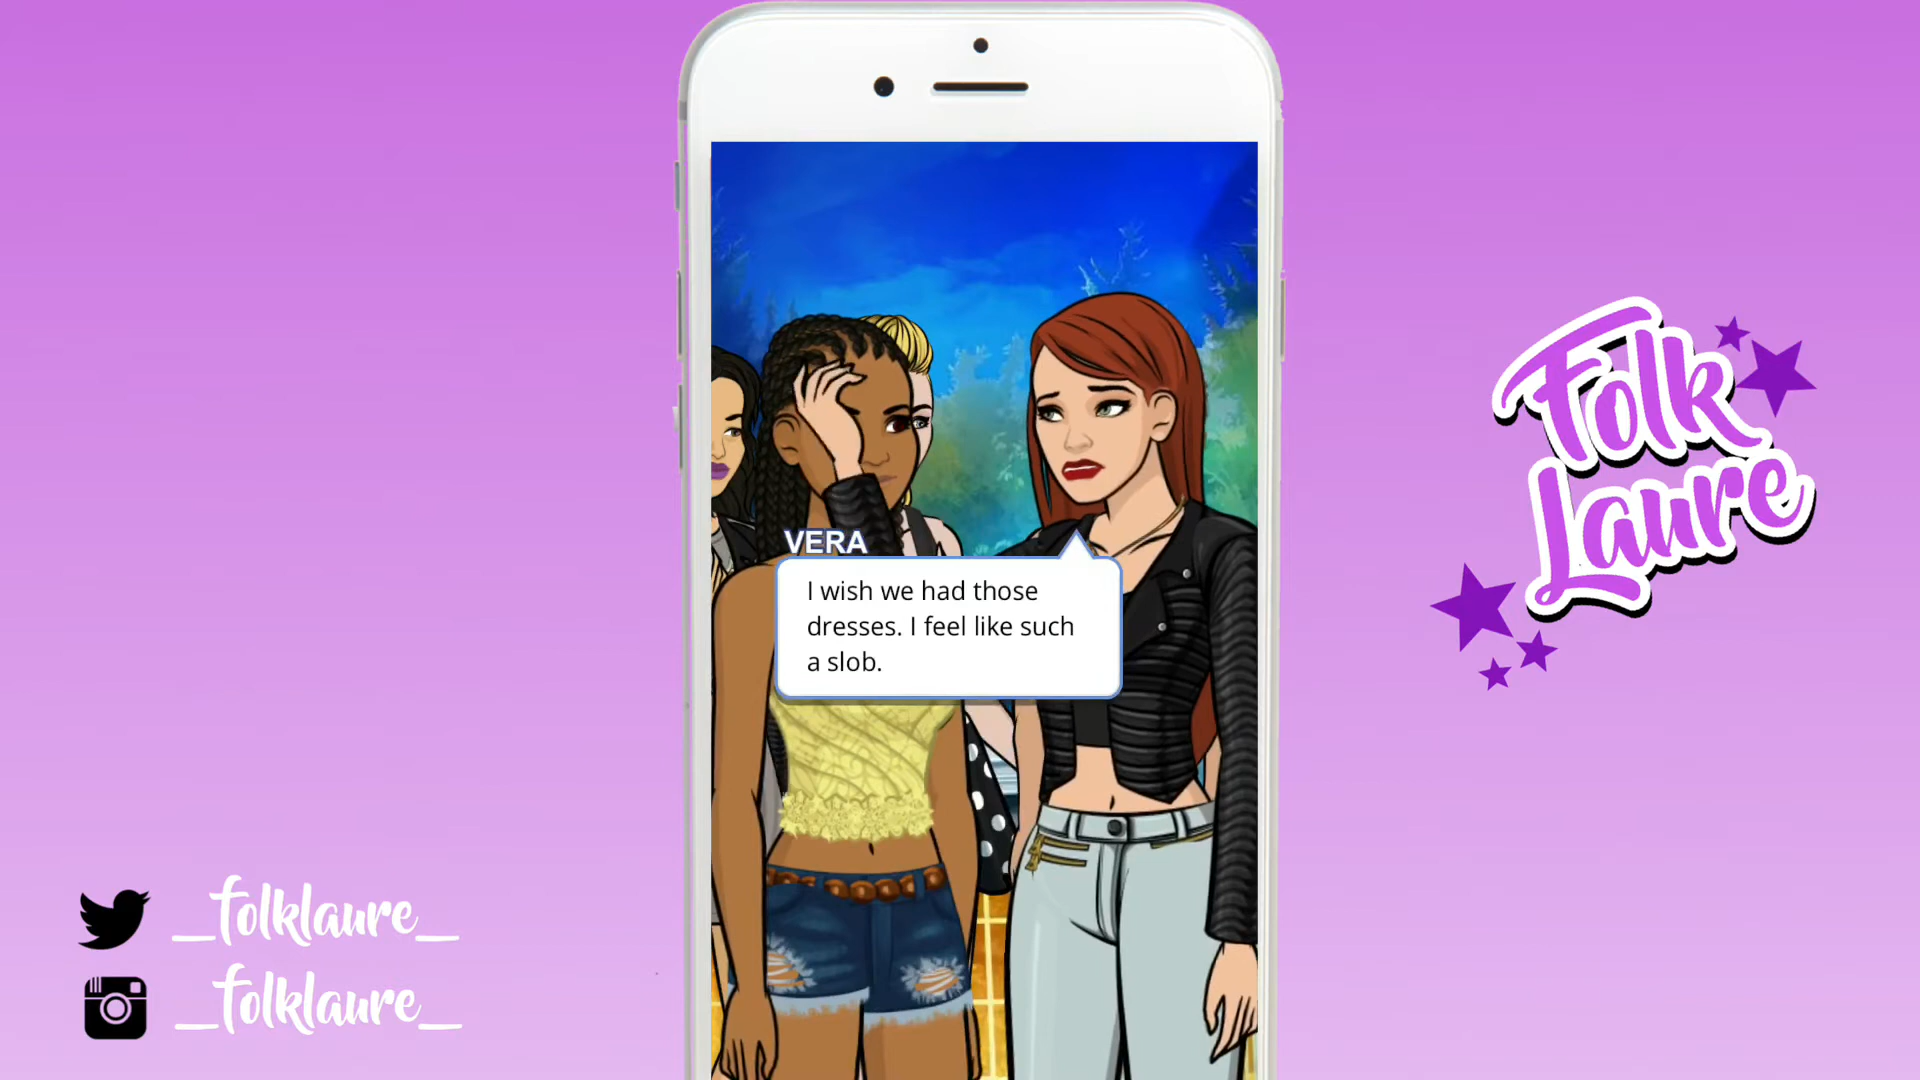 VERA
I wish we had those
dresses. I feel like such
a slob.
Folk
Laure
_folklaure_
_folklaure_